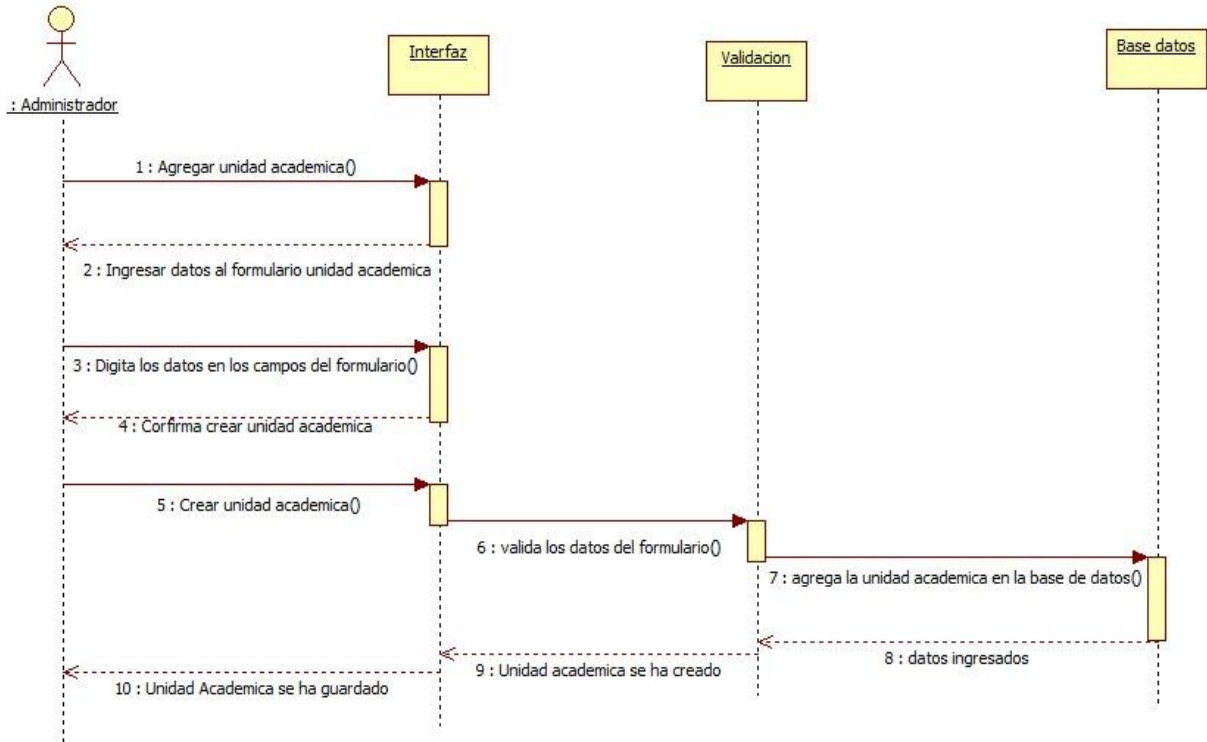 Interfaz
Validacion
Base datos
: Administrador
1 : Agregar unidad academica()
2 : Ingresar datos al formulario unidad academica
3 : Digita los datos en los campos del formulario()
4 : Corfirma crear unidad academica
5 : Crear unidad academica()
6 : valida los datos del formulario()
7 : agrega la unidad academica en la base de datos()
8 : datos ingresados
9 : Unidad academica se ha creado
10 : Unidad Academica se ha guardado